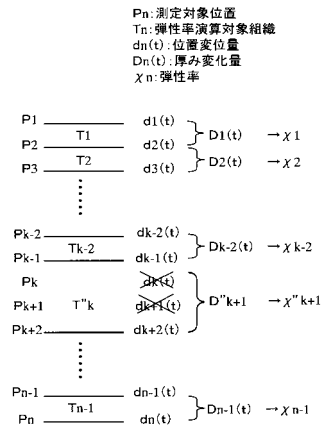 Pn:測定対象位置
Tn:弾性率演算対象組織
dn(t):位置変位量
Dn(t):厚み変化量
χn:弾性率
P1 d1(t)
T1 D1(t) →χ1
P2 d2(t)
T2 D2(t) →χ2
P3 d3(t)
Pk-2 dk-2(t)
Tk-2 Dk-2(t) →χk-2
Pk-1 dk-1(t)
Pk dk(t)
Pk+1 T"k dk+1(t) D"k+1 →χ"k+1
Pk+2 dk+2(t)
Pn-1 dn-1(t)
Tn-1 Dn-1(t) →χn-1
Pn dn(t)